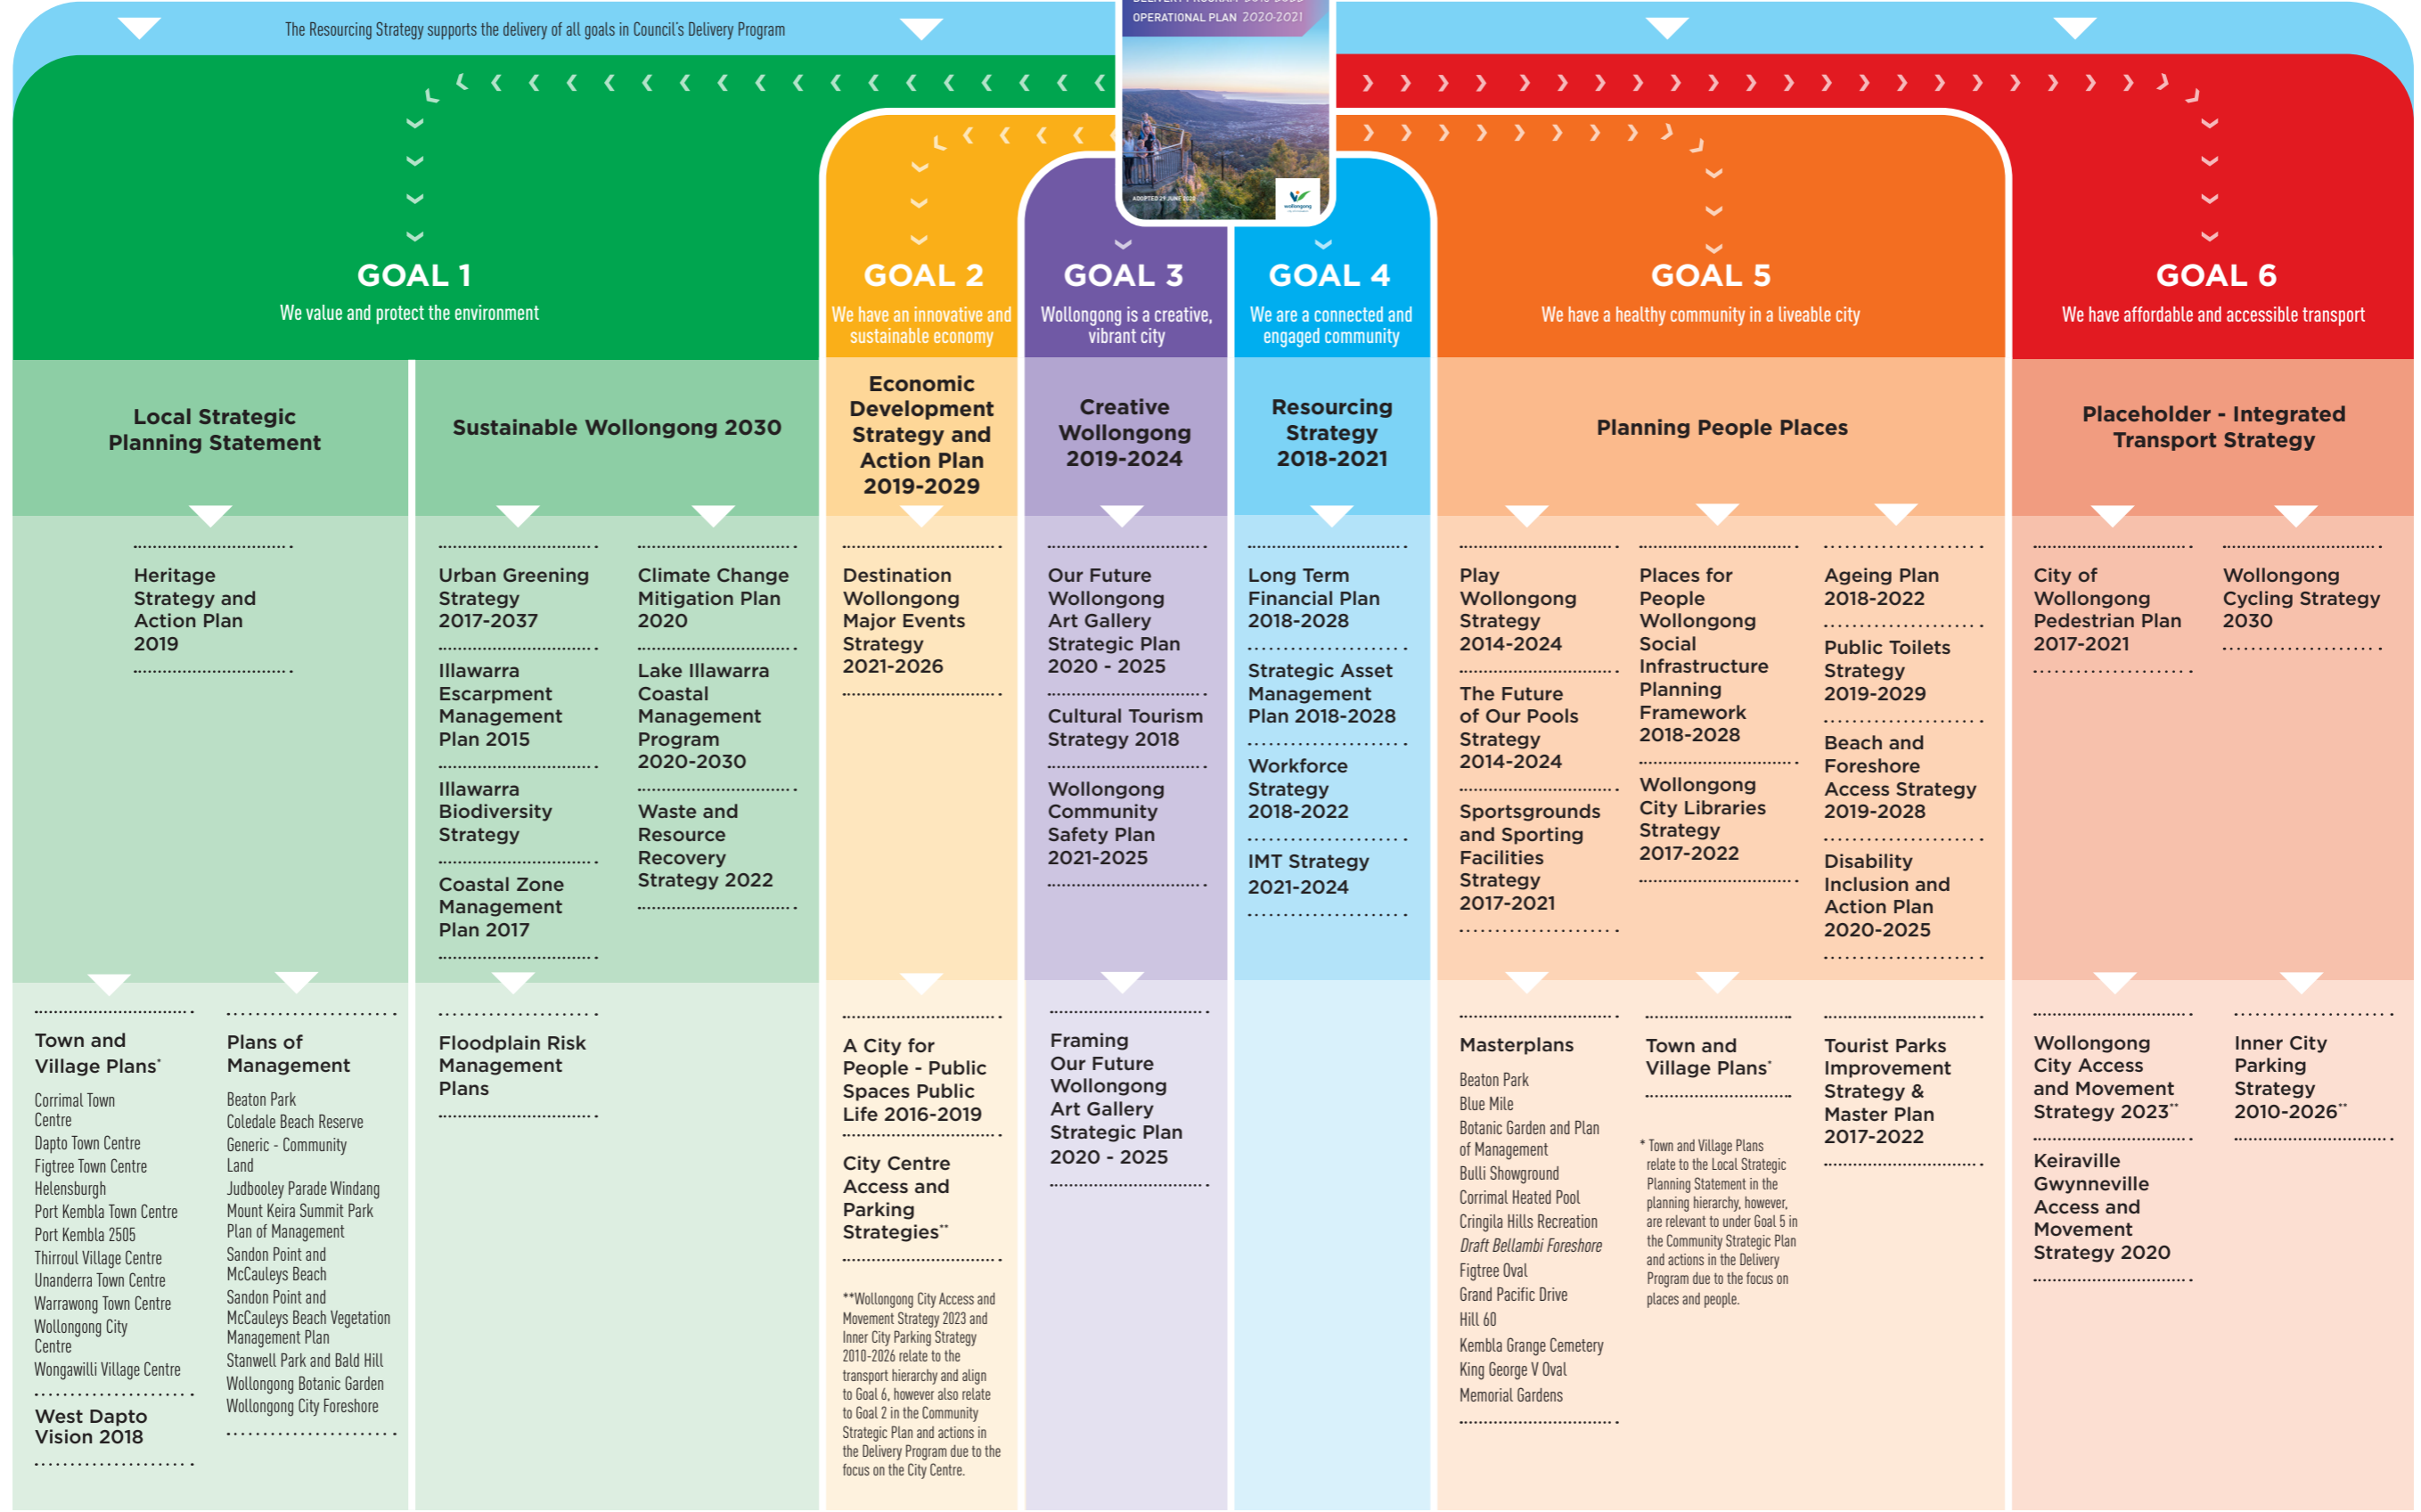 The Resourcing Strategy supports the delivery of all goals in Council's Delivery Program
OPERATIONAL PLAN 2020-2021
ADOPTED 29 JUNE 2020
wollongong
GOAL 1
We value and protect the environment
GOAL 2
We have an innovative and
sustainable economy
GOAL 3
Wollongong is a creative,
vibrant city
GOAL 4
We are a connected and
engaged community
GOAL 5
We have a healthy community in a liveable city
GOAL 6
We have affordable and accessible transport
Local Strategic
Planning Statement
Sustainable Wollongong 2030
Economic
Development
Strategy and
Action Plan
2019-2029
Creative
Wollongong
2019-2024
Resourcing
Strategy
2018-2021
Planning People Places
Placeholder - Integrated
Transport Strategy
Heritage
Strategy and
Action Plan
2019
Urban Greening
Strategy
2017-2037
Illawarra
Escarpment
Management
Plan 2015
Illawarra
Biodiversity
Strategy
Coastal Zone
Management
Plan 2017
Climate Change
Mitigation Plan
2020
Lake Illawarra
Coastal
Management
Program
2020-2030
Waste and
Resource
Recovery
Strategy 2022
Destination
Wollongong
Major Events
Strategy
2021-2026
Our Future
Wollongong
Art Gallery
Strategic Plan
2020 - 2025
Cultural Tourism
Strategy 2018
Wollongong
Community
Safety Plan
2021-2025
Long Term
Financial Plan
2018-2028
Strategic Asset
Management
Plan 2018-2028
Workforce
Strategy
2018-2022
IMT Strategy
2021-2024
Play
Wollongong
Strategy
2014-2024
The Future
of Our Pools
Strategy
2014-2024
Sportsgrounds
and Sporting
Facilities
Strategy
2017-2021
Places for
People
Wollongong
Social
Infrastructure
Planning
Framework
2018-2028
Wollongong
City Libraries
Strategy
2017-2022
Ageing Plan
2018-2022
Public Toilets
Strategy
2019-2029
Beach and
Foreshore
Access Strategy
2019-2028
Disability
Inclusion and
Action Plan
2020-2025
City of
Wollongong
Pedestrian Plan
2017-2021
Wollongong
Cycling Strategy
2030
Town and
Village Plans*
Corrimal Town
Centre
Dapto Town Centre
Figtree Town Centre
Helensburgh
Port Kembla Town Centre
Port Kembla 2505
Thirroul Village Centre
Unanderra Town Centre
Warrawong Town Centre
Wollongong City
Centre
Wongawilli Village Centre
West Dapto
Vision 2018
Plans of
Management
Beaton Park
Coledale Beach Reserve
Generic - Community
Land
Judbooley Parade Windang
Mount Keira Summit Park
Plan of Management
Sandon Point and
McCauleys Beach
Sandon Point and
McCauleys Beach Vegetation
Management Plan
Stanwell Park and Bald Hill
Wollongong Botanic Garden
Wollongong City Foreshore
Floodplain Risk
Management
Plans
A City for
People - Public
Spaces Public
Life 2016-2019
City Centre
Access and
Parking
Strategies**
**Wollongong City Access and
Movement Strategy 2023 and
Inner City Parking Strategy
2010-2026 relate to the
transport hierarchy and align
to Goal 6, however also relate
to Goal 2 in the Community
Strategic Plan and actions in
the Delivery Program due to the
focus on the City Centre.
Framing
Our Future
Wollongong
Art Gallery
Strategic Plan
2020 - 2025
Masterplans
Beaton Park
Blue Mile
Botanic Garden and Plan
of Management
Bulli Showground
Corrimal Heated Pool
Cringila Hills Recreation
Draft Bellambi Foreshore
Figtree Oval
Grand Pacific Drive
Hill 60
Kembla Grange Cemetery
King George V Oval
Memorial Gardens
Town and
Village Plans*
* Town and Village Plans
relate to the Local Strategic
Planning Statement in the
planning hierarchy, however,
are relevant to under Goal 5 in
the Community Strategic Plan
and actions in the Delivery
Program due to the focus on
places and people.
Tourist Parks
Improvement
Strategy &
Master Plan
2017-2022
Wollongong
City Access
and Movement
Strategy 2023**
Keiraville
Gwynneville
Access and
Movement
Strategy 2020
Inner City
Parking
Strategy
2010-2026**